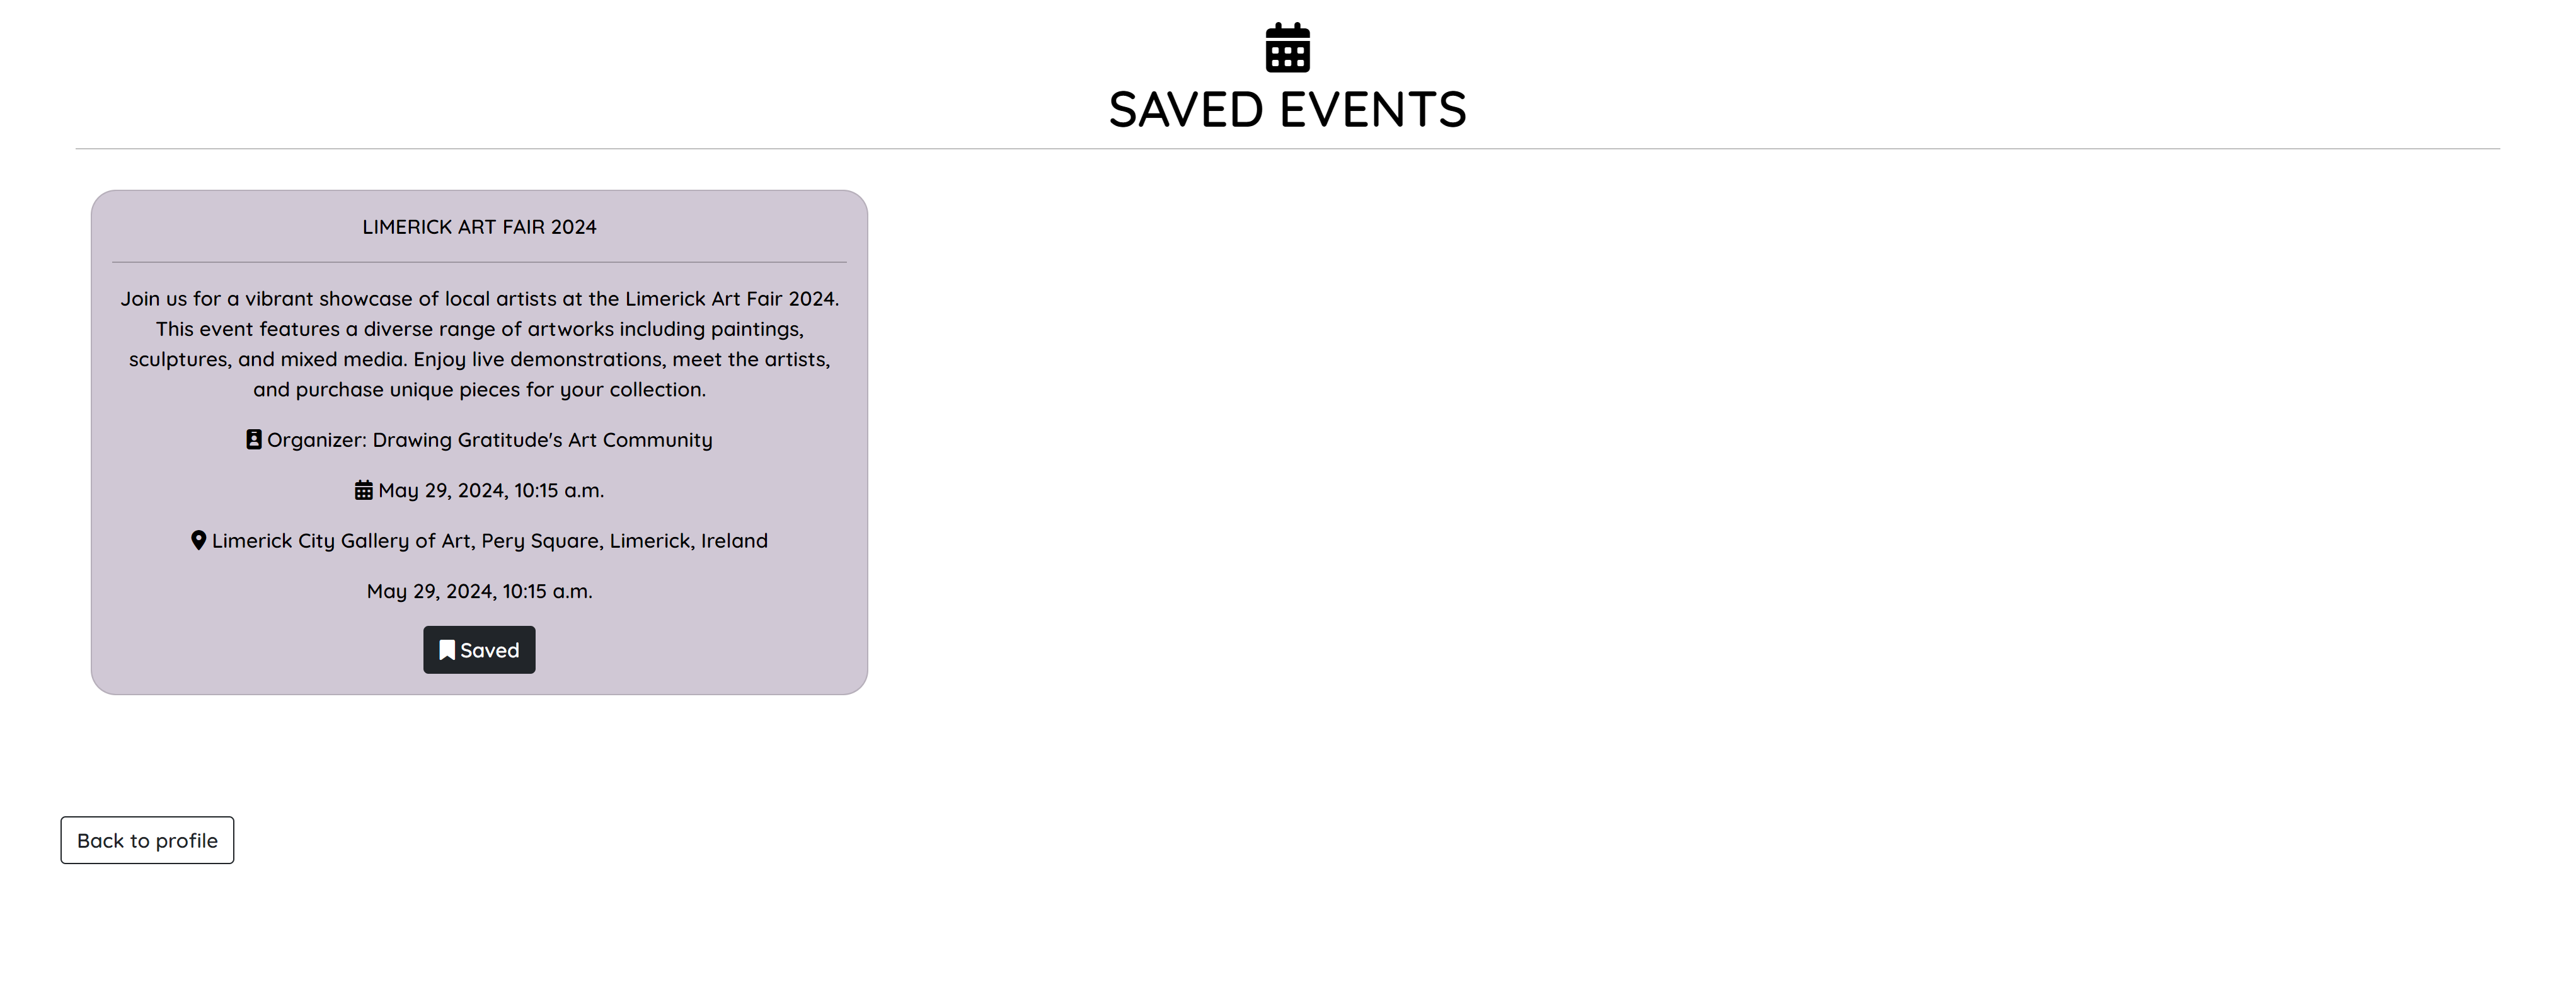 SAVED EVENTS
LIMERICK ART FAIR 2024
Join us for a vibrant showcase of local artists at the Limerick Art Fair 2024.
This event features a diverse range of artworks including paintings,
sculptures, and mixed media. Enjoy live demonstrations, meet the artists,
and purchase unique pieces for your collection.
Organizer: Drawing Gratitude's Art Community
May 29, 2024, 10:15 a.m.
Limerick City Gallery of Art, Pery Square, Limerick, Ireland
May 29, 2024, 10:15 a.m.
Saved
Back to profile